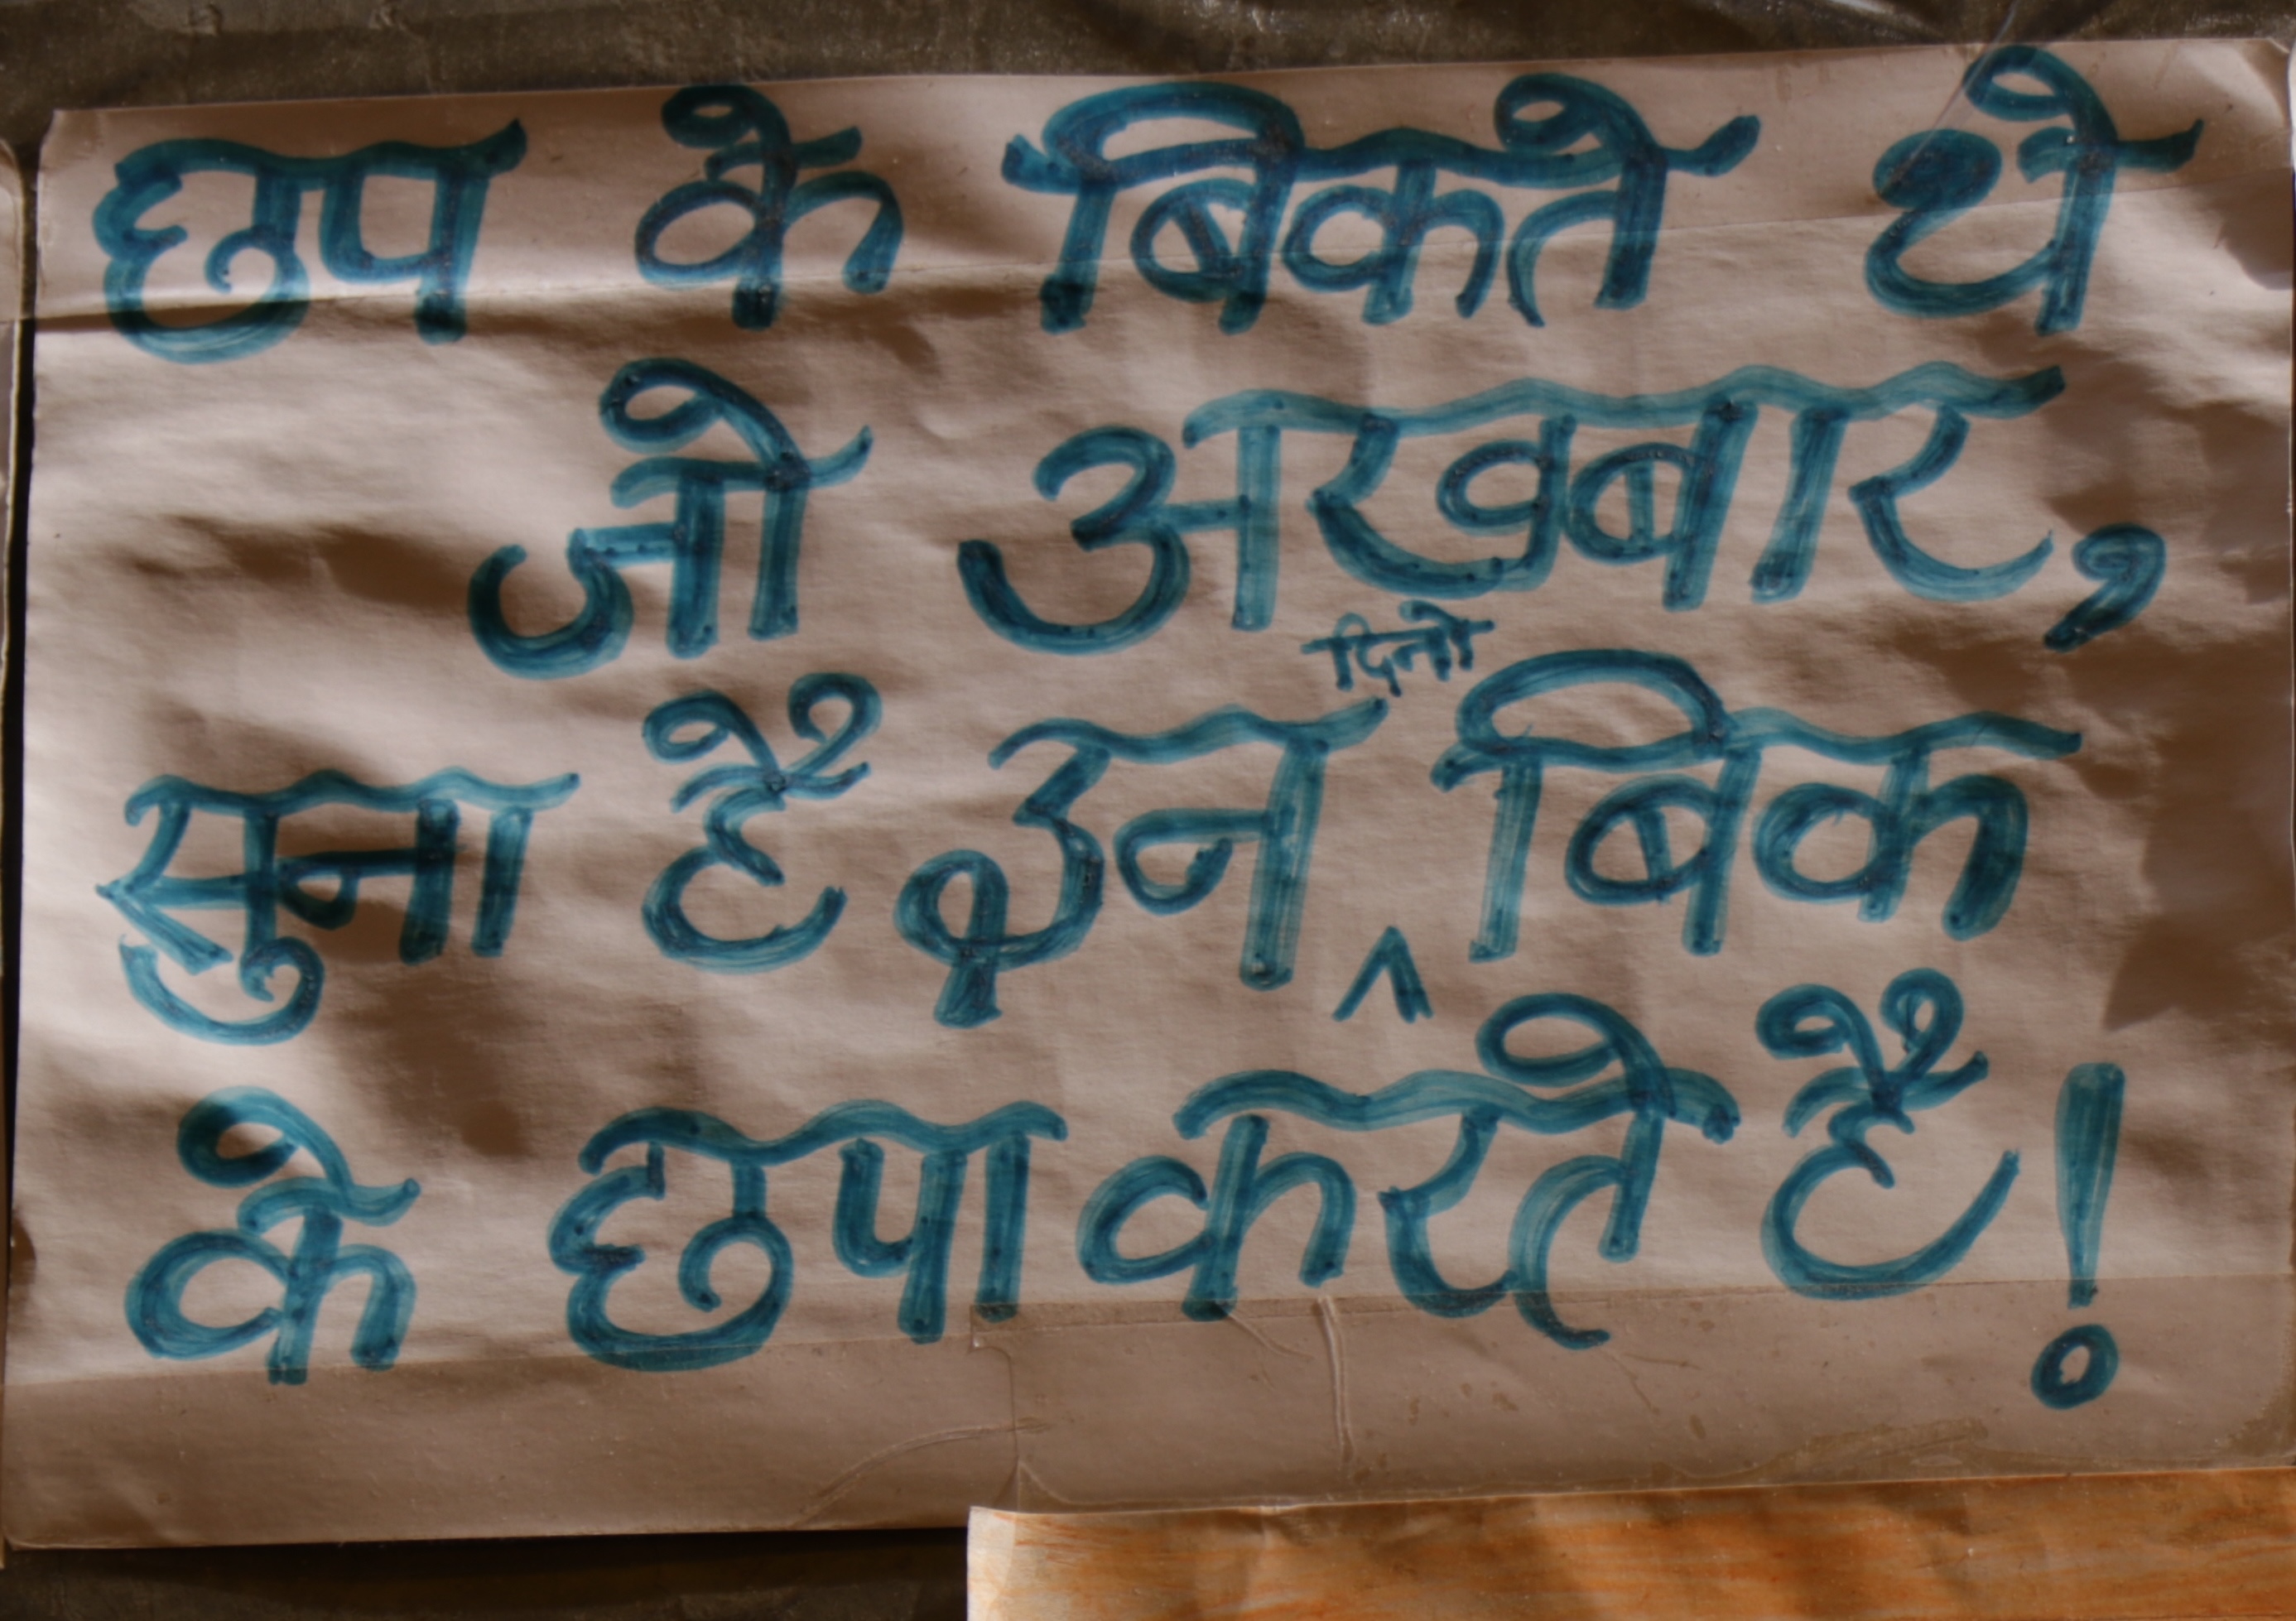 छप के बिकते थे
जो अखबार,
सुना हैं इन ^ दिनो बिक
के छपा करते हैं!